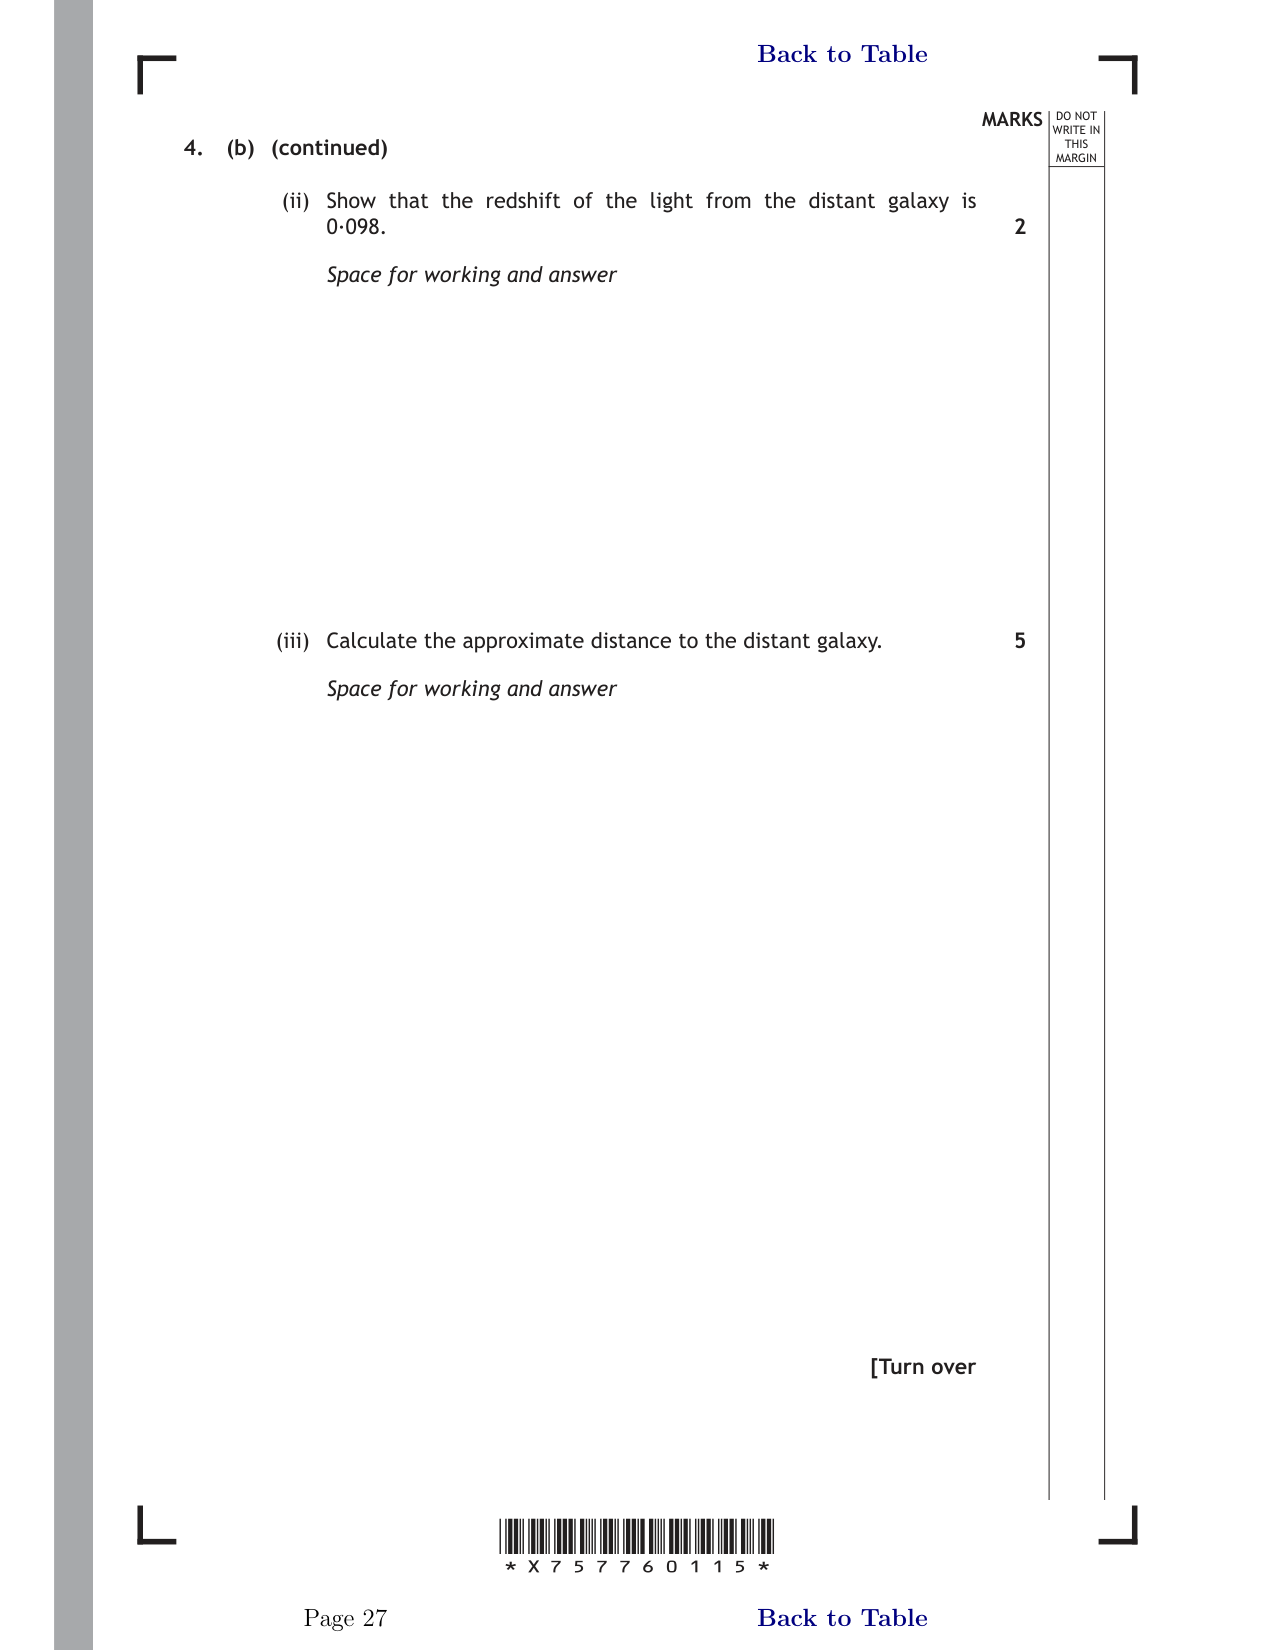 Back to Table
MARKS
DO NOT
WRITE IN
THIS
MARGIN
4. (b) (continued)
(ii) Show that the redshift of the light from the distant galaxy is
0·098. 2
Space for working and answer
(iii) Calculate the approximate distance to the distant galaxy. 5
Space for working and answer
[Turn over
*X757760115*
Page 27
Back to Table